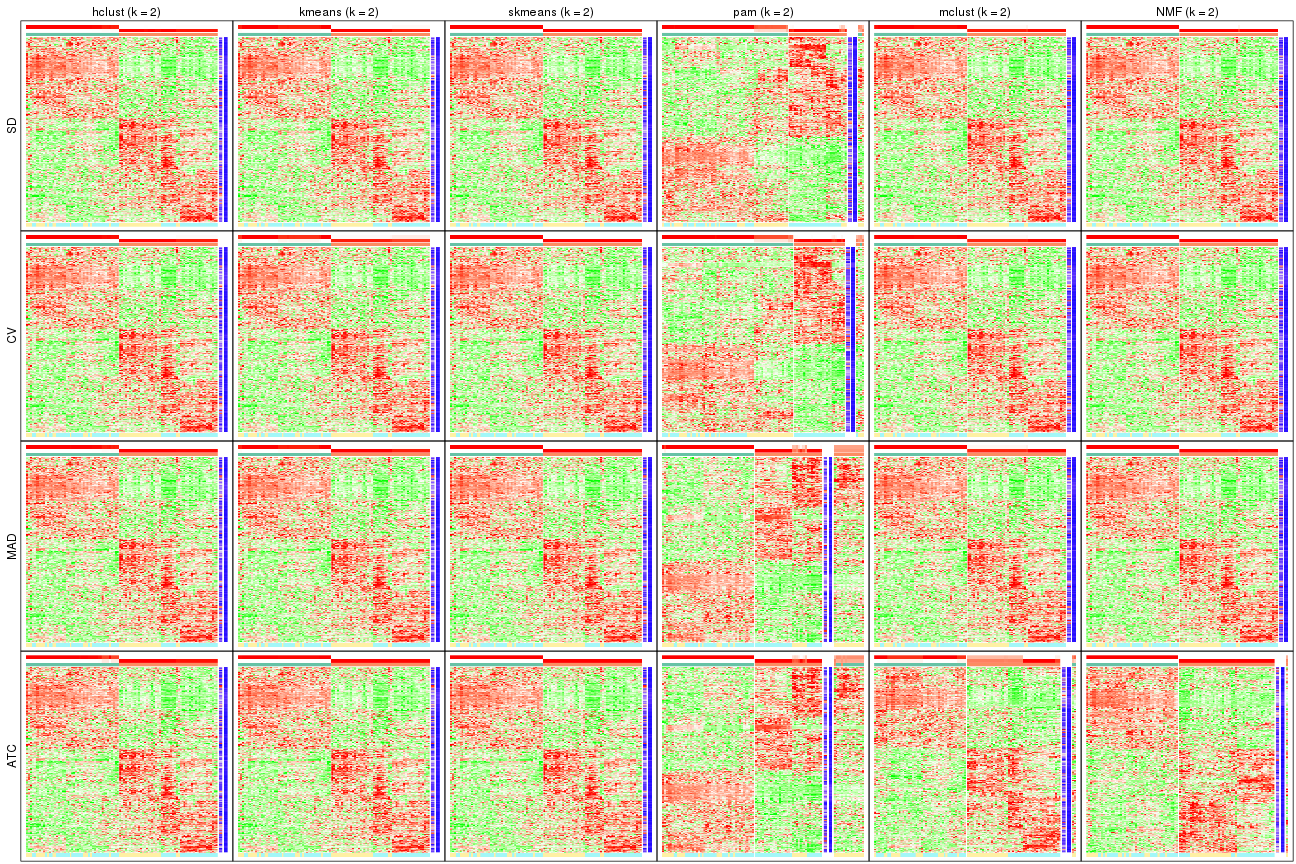 hclust (k = 2) kmeans (k = 2) skmeans (k = 2) pam (k = 2) mclust (k = 2) NMF (k = 2)
SD
CV
MAD
ATC